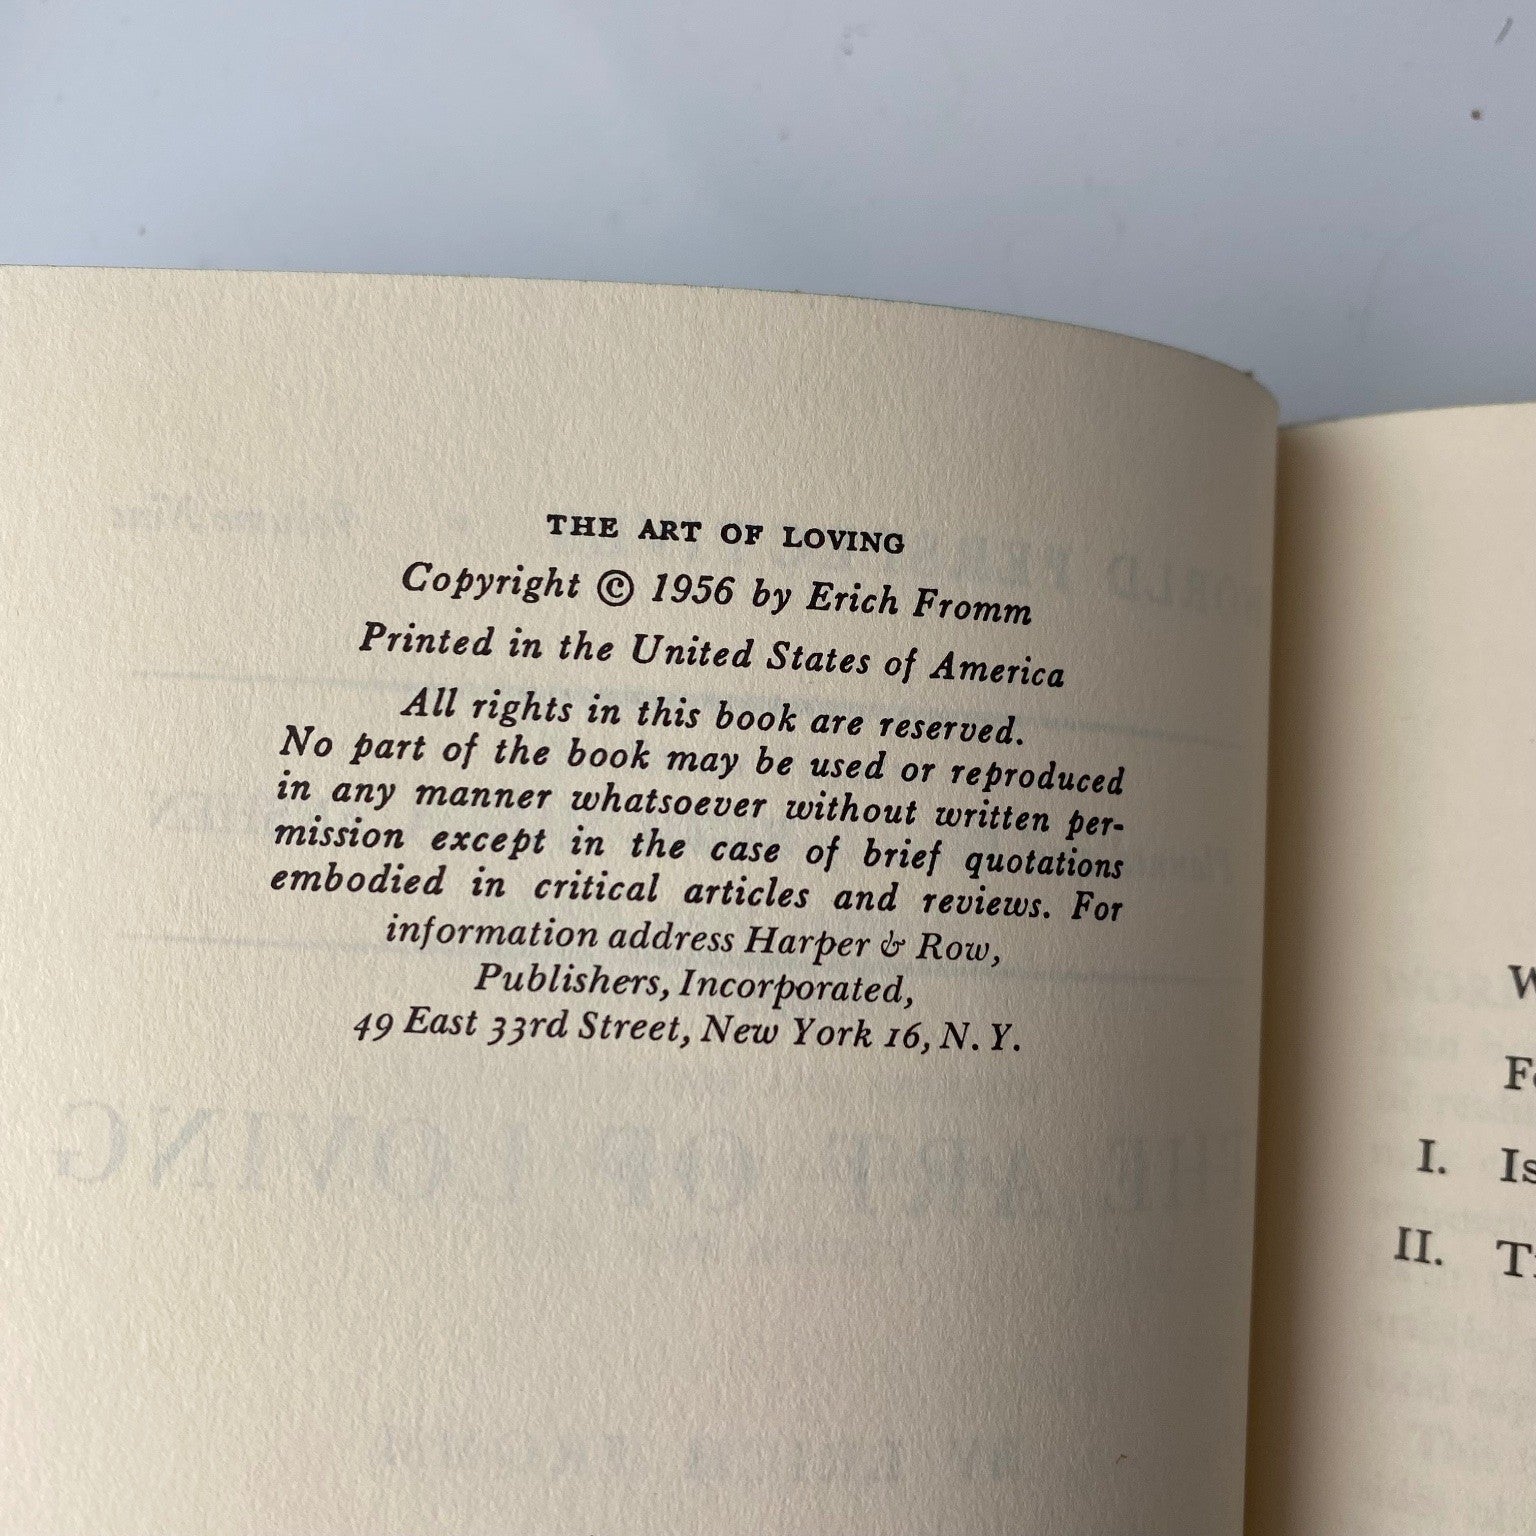 THE ART OF LOVING
Copyright © 1956 by Erich Fromm
Printed in the United States of America
All rights in this book are reserved.
No part of the book may be used or reproduced
in any manner whatsoever without written per-
mission except in the case of brief quotations
embodied in critical articles and reviews. For
information address Harper & Row,
Publishers, Incorporated,
49 East 33rd Street, New York 16, N. Y.
I.
II.